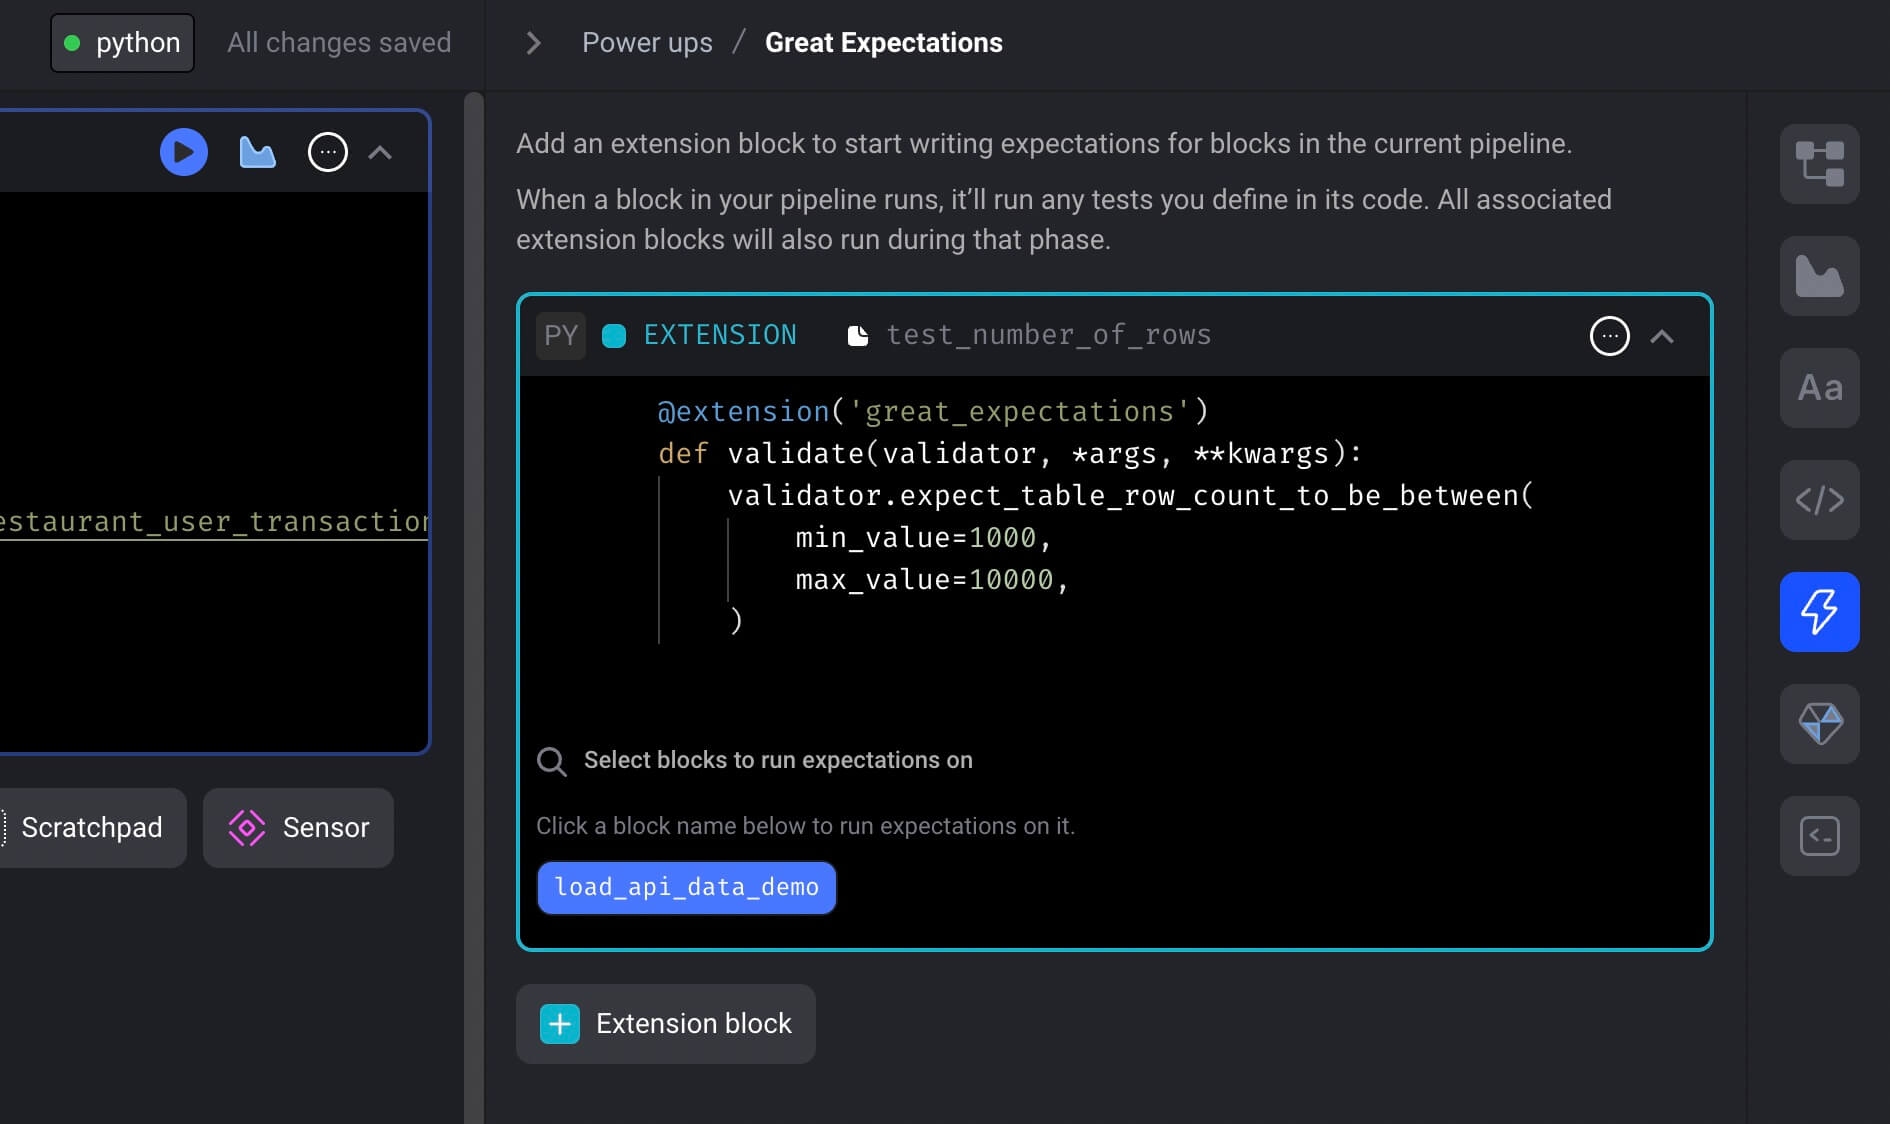 python
All changes saved
Power ups / Great Expectations
Add an extension block to start writing expectations for blocks in the current pipeline.
When a block in your pipeline runs, it’ll run any tests you define in its code. All associated
extension blocks will also run during that phase.
PY EXTENSION test_number_of_rows
@extension('great_expectations')
def validate(validator, *args, **kwargs):
validator.expect_table_row_count_to_be_between(
min_value=1000,
max_value=10000,
)
estaurant_user_transaction
Select blocks to run expectations on
Click a block name below to run expectations on it.
load_api_data_demo
Scratchpad
Sensor
Extension block
Aa